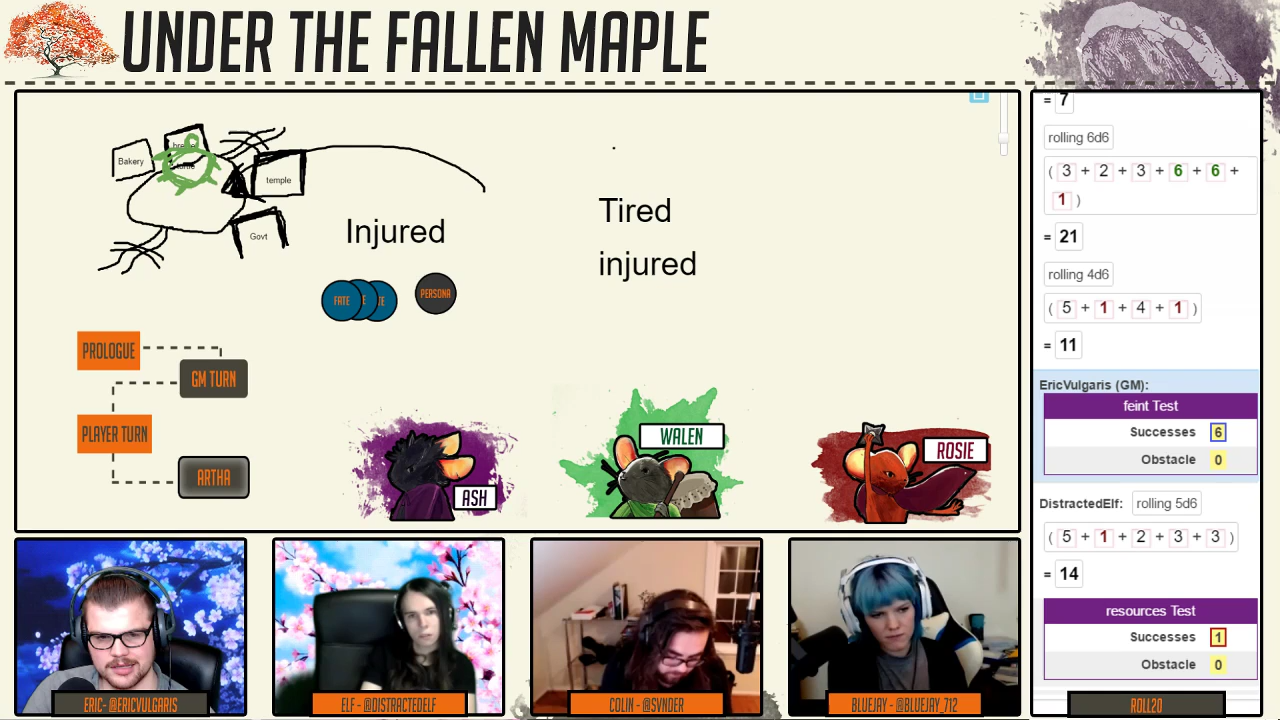 UNDER THE FALLEN MAPLE
Bakery
temple
Govt
Injured
FATE
PERSONA
Tired
injured
PROLOGUE
GM TURN
PLAYER TURN
ARTHA
ASH
WALEN
ROSIE
= 7
rolling 6d6
( 3 + 2 + 3 + 6 + 6 +
1 )
= 21
rolling 4d6
( 5 + 1 + 4 + 1 )
= 11
EricVulgaris (GM):
feint Test
Successes 6
Obstacle 0
DistractedElf: rolling 5d6
( 5 + 1 + 2 + 3 + 3 )
= 14
resources Test
Successes 1
Obstacle 0
ERIC- @ERICVULGARIS
ELF - @DISTRACTEDELF
COLIN - @SVNDER
BLUEJAY - @BLUEJAY_712
ROLL20